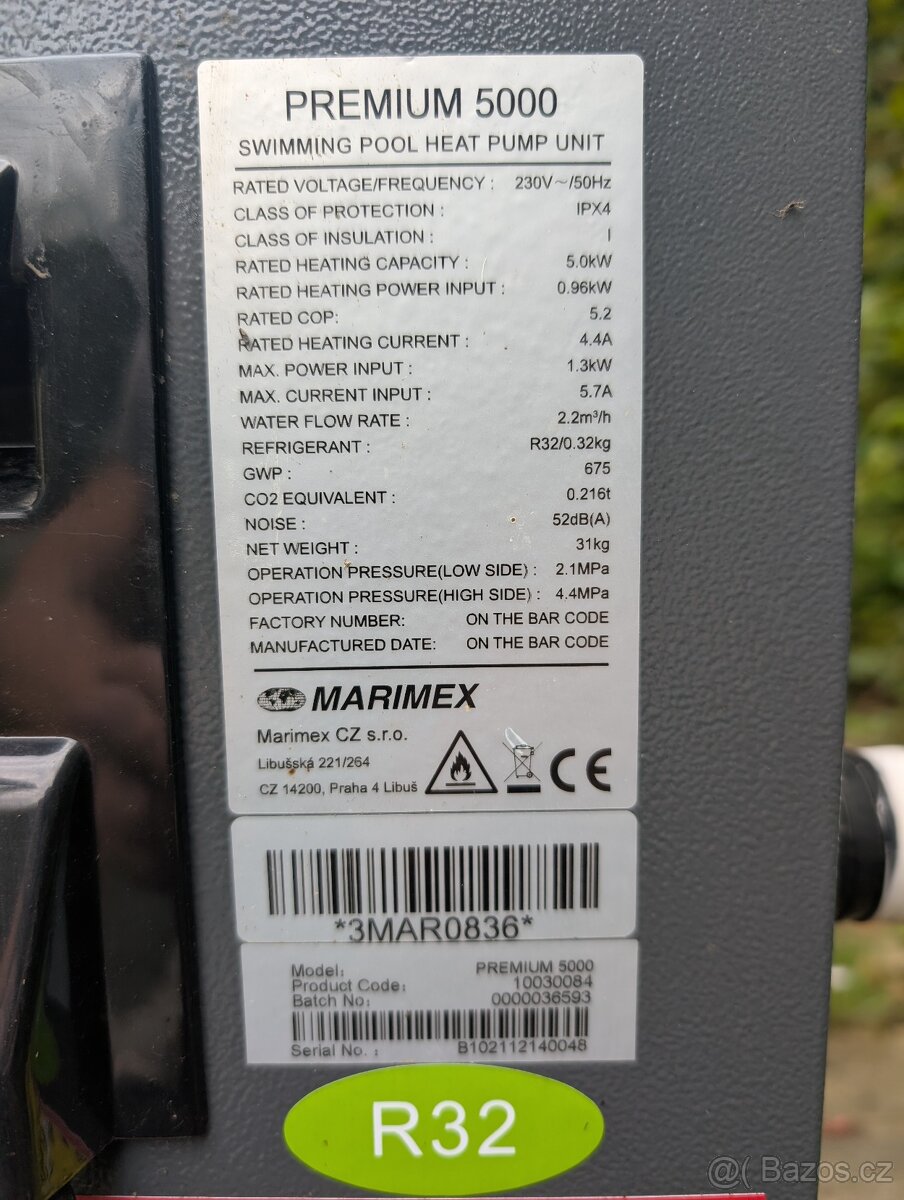 PREMIUM 5000
SWIMMING POOL HEAT PUMP UNIT
RATED VOLTAGE/FREQUENCY : 230V～/50Hz
CLASS OF PROTECTION : IPX4
CLASS OF INSULATION : I
RATED HEATING CAPACITY : 5.0kW
RATED HEATING POWER INPUT : 0.96kW
RATED COP: 5.2
RATED HEATING CURRENT : 4.4A
MAX. POWER INPUT : 1.3kW
MAX. CURRENT INPUT : 5.7A
WATER FLOW RATE : 2.2m³/h
REFRIGERANT : R32/0.32kg
GWP : 675
CO2 EQUIVALENT : 0.216t
NOISE : 52dB(A)
NET WEIGHT : 31kg
OPERATION PRESSURE(LOW SIDE) : 2.1MPa
OPERATION PRESSURE(HIGH SIDE) : 4.4MPa
FACTORY NUMBER: ON THE BAR CODE
MANUFACTURED DATE: ON THE BAR CODE
MARIMEX
Marimex CZ s.r.o.
Libušská 221/264
CZ 14200, Praha 4 Libuš
CE
*3MAR0836*
Model: PREMIUM 5000
Product Code: 10030084
Batch No: 0000036593
Serial No. : B102112140048
R32
@( Bazos.cz